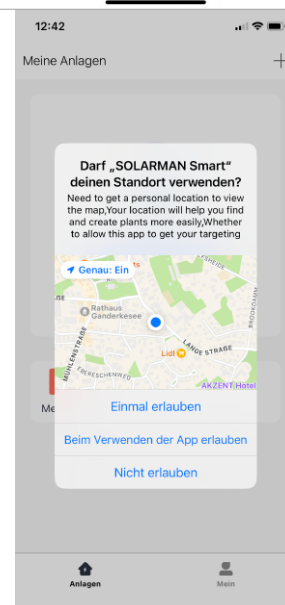 12:42
Meine Anlagen
Darf „SOLARMAN Smart“
deinen Standort verwenden?
Need to get a personal location to view
the map,Your location will help you find
and create plants more easily,Whether
to allow this app to get your targeting
Genau: Ein
Rathaus
Ganderkesee
MÜHLENSTRAßE
Lidl
LANGE STRAßE
AKZENT Hotel
Me
Einmal erlauben
Beim Verwenden der App erlauben
Nicht erlauben
Anlagen
Mein